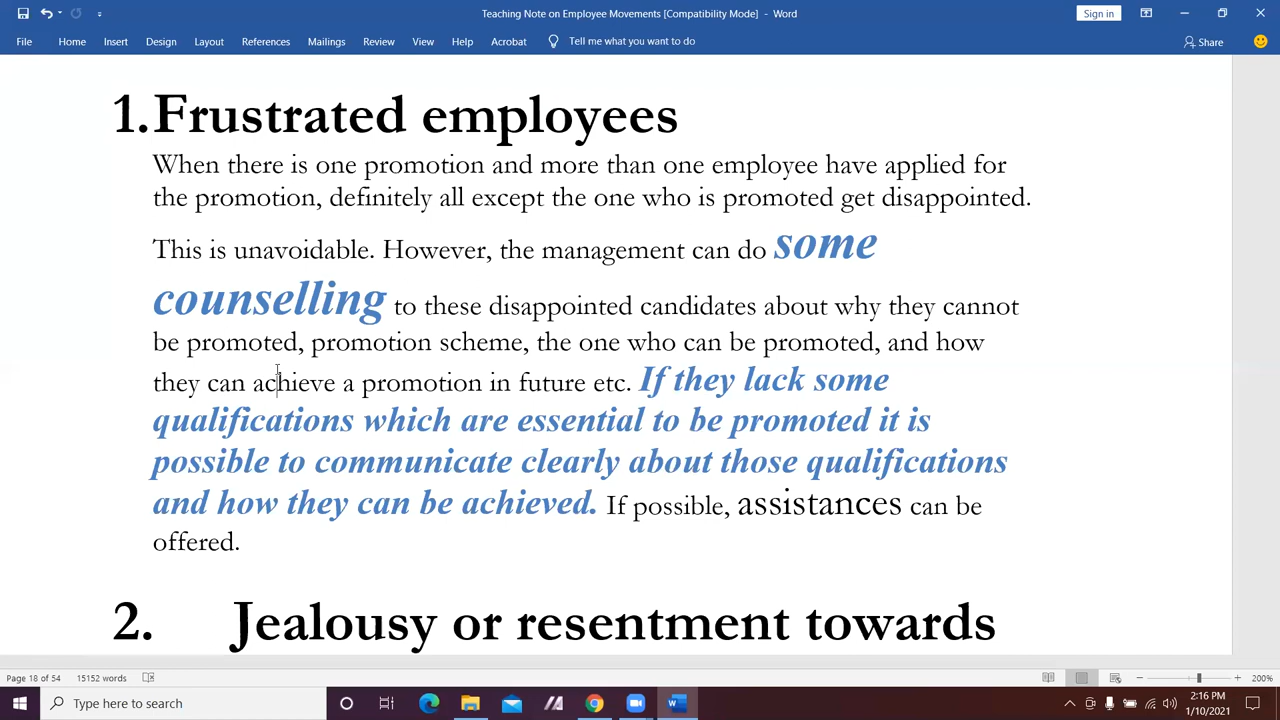 Teaching Note on Employee Movements [Compatibility Mode] - Word
Sign in
File Home Insert Design Layout References Mailings Review View Help Acrobat Tell me what you want to do Share
1. Frustrated employees
When there is one promotion and more than one employee have applied for
the promotion, definitely all except the one who is promoted get disappointed.
This is unavoidable. However, the management can do some
counselling to these disappointed candidates about why they cannot
be promoted, promotion scheme, the one who can be promoted, and how
they can achieve a promotion in future etc. If they lack some
qualifications which are essential to be promoted it is
possible to communicate clearly about those qualifications
and how they can be achieved. If possible, assistances can be
offered.
2. Jealousy or resentment towards
Page 18 of 54 15152 words 200%
Type here to search
2:16 PM
1/10/2021